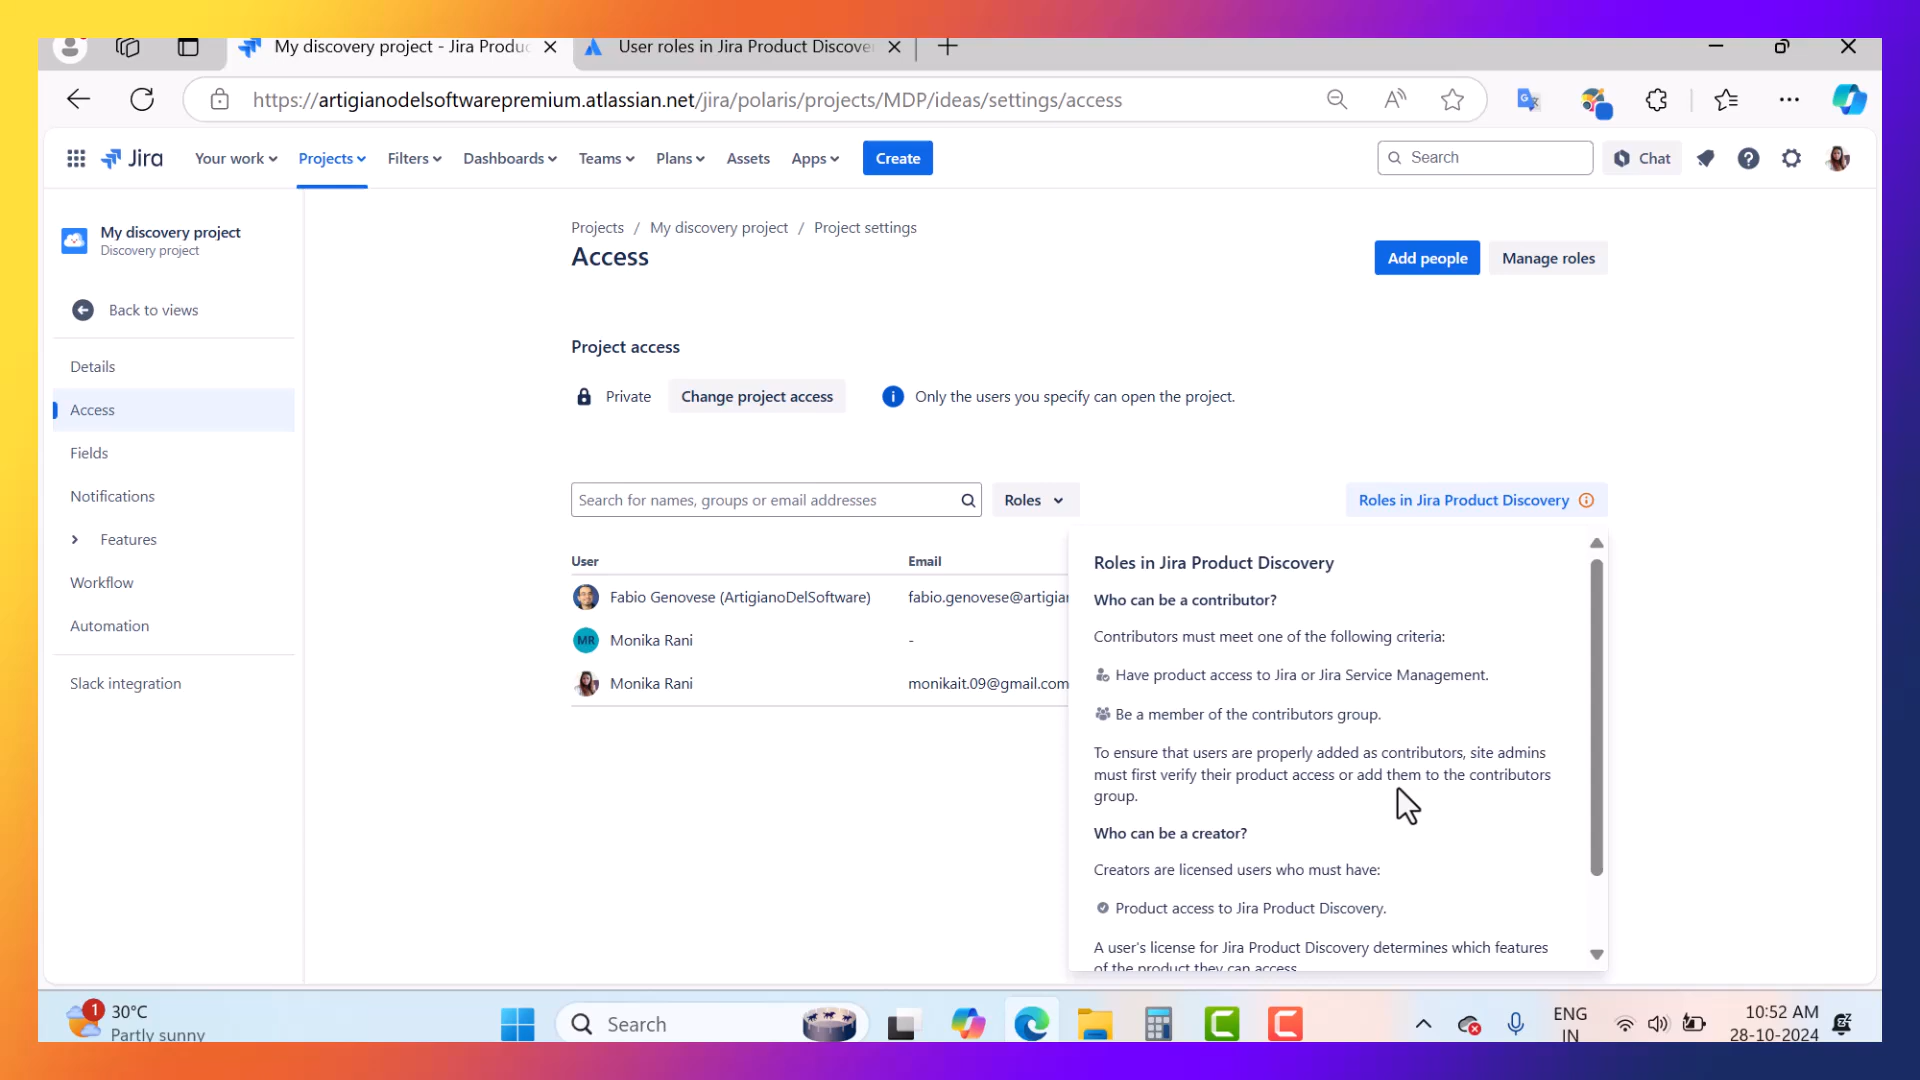 My discovery project - Jira Produc
User roles in Jira Product Discove
https://artigianodelsoftwarepremium.atlassian.net/jira/polaris/projects/MDP/ideas/settings/access
Jira
Your work
Projects
Filters
Dashboards
Teams
Plans
Assets
Apps
Create
Search
Chat
My discovery project
Discovery project
Back to views
Details
Access
Fields
Notifications
Features
Workflow
Automation
Slack integration
Projects / My discovery project / Project settings
Access
Add people
Manage roles
Project access
Private
Change project access
Only the users you specify can open the project.
Search for names, groups or email addresses
Roles
Roles in Jira Product Discovery
User
Email
Fabio Genovese (ArtigianoDelSoftware)
fabio.genovese@artigia
MR
Monika Rani
-
Monika Rani
monikait.09@gmail.com
Roles in Jira Product Discovery
Who can be a contributor?
Contributors must meet one of the following criteria:
Have product access to Jira or Jira Service Management.
Be a member of the contributors group.
To ensure that users are properly added as contributors, site admins
must first verify their product access or add them to the contributors
group.
Who can be a creator?
Creators are licensed users who must have:
Product access to Jira Product Discovery.
A user's license for Jira Product Discovery determines which features
of the product they can access.
1
30°C
Partly sunny
Search
ENG
IN
10:52 AM
28-10-2024